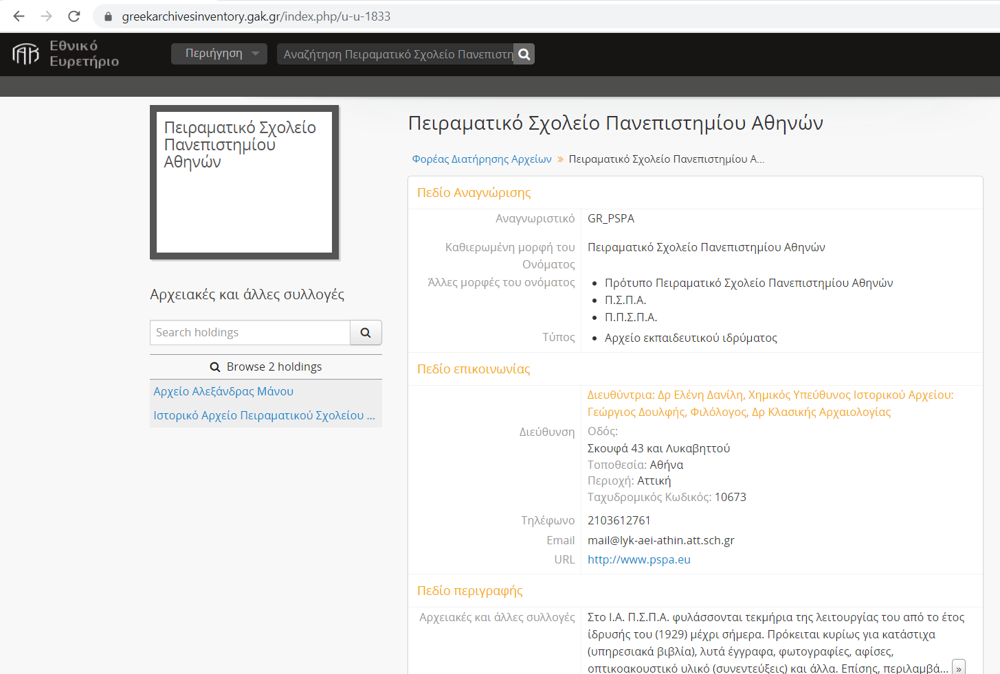 greekarchivesinventory.gak.gr/index.php/u-u-1833
Εθνικό
Ευρετήριο
Περιήγηση
Αναζήτηση Πειραματικό Σχολείο Πανεπιστη
Πειραματικό Σχολείο
Πανεπιστημίου
Αθηνών
Αρχειακές και άλλες συλλογές
Search holdings
Browse 2 holdings
Αρχείο Αλεξάνδρας Μάνου
Ιστορικό Αρχείο Πειραματικού Σχολείου ...
Πειραματικό Σχολείο Πανεπιστημίου Αθηνών
Φορέας Διατήρησης Αρχείων » Πειραματικό Σχολείο Πανεπιστημίου Α...
Πεδίο Αναγνώρισης
Αναγνωριστικό GR_PSPA
Καθιερωμένη μορφή του Πειραματικό Σχολείο Πανεπιστημίου Αθηνών
Ονόματος
Άλλες μορφές του ονόματος • Πρότυπο Πειραματικό Σχολείο Πανεπιστημίου Αθηνών
• Π.Σ.Π.Α.
• Π.Π.Σ.Π.Α.
Τύπος • Αρχείο εκπαιδευτικού ιδρύματος
Πεδίο επικοινωνίας
Διευθύντρια: Δρ Ελένη Δανίλη, Χημικός Υπεύθυνος Ιστορικού Αρχείου:
Γεώργιος Δουλφής, Φιλόλογος, Δρ Κλασικής Αρχαιολογίας
Διεύθυνση Οδός:
Σκουφά 43 και Λυκαβηττού
Τοποθεσία: Αθήνα
Περιοχή: Αττική
Ταχυδρομικός Κωδικός: 10673
Τηλέφωνο 2103612761
Email mail@lyk-aei-athin.att.sch.gr
URL http://www.pspa.eu
Πεδίο περιγραφής
Αρχειακές και άλλες συλλογές Στο Ι.Α. Π.Σ.Π.Α. φυλάσσονται τεκμήρια της λειτουργίας του από το έτος
ίδρυσής του (1929) μέχρι σήμερα. Πρόκειται κυρίως για κατάστιχα
(υπηρεσιακά βιβλία), λυτά έγγραφα, φωτογραφίες, αφίσες,
οπτικοακουστικό υλικό (συνεντεύξεις) και άλλα. Επίσης, περιλαμβά... »